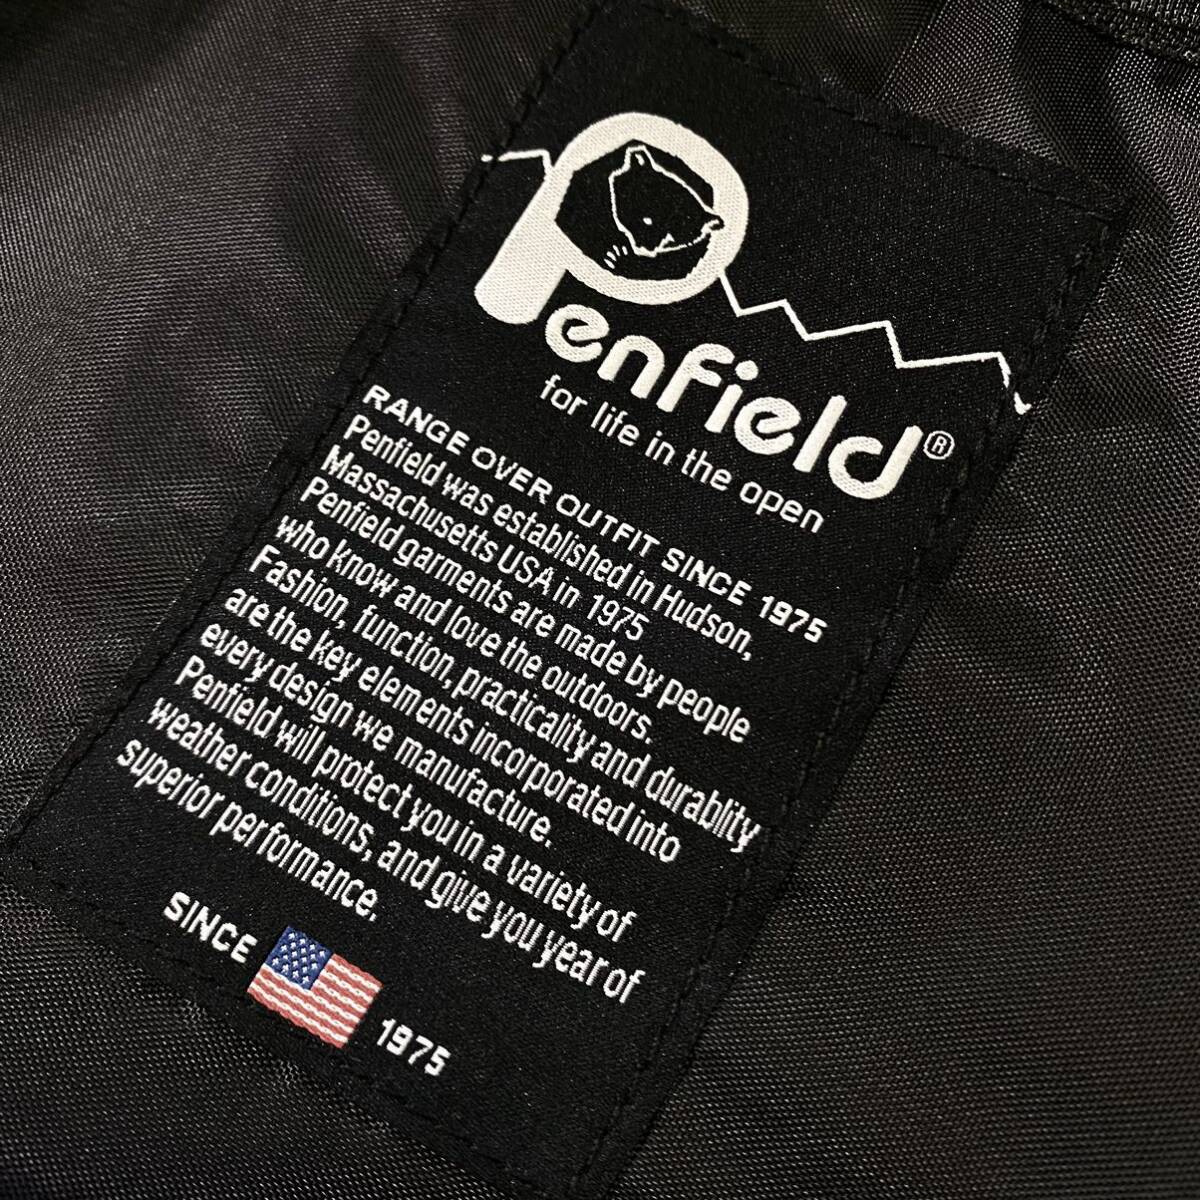 Penfield®
for life in the open
RANGE OVER OUTFIT SINCE 1975
Penfield was established in Hudson,
Massachusetts USA in 1975
Penfield garments are made by people
who know and love the outdoors.
Fashion, function, practicality and durablity
are the key elements incorporated into
every design we manufacture.
Penfield will protect you in a variety of
weather conditions, and give you year of
superior performance.
SINCE 1975